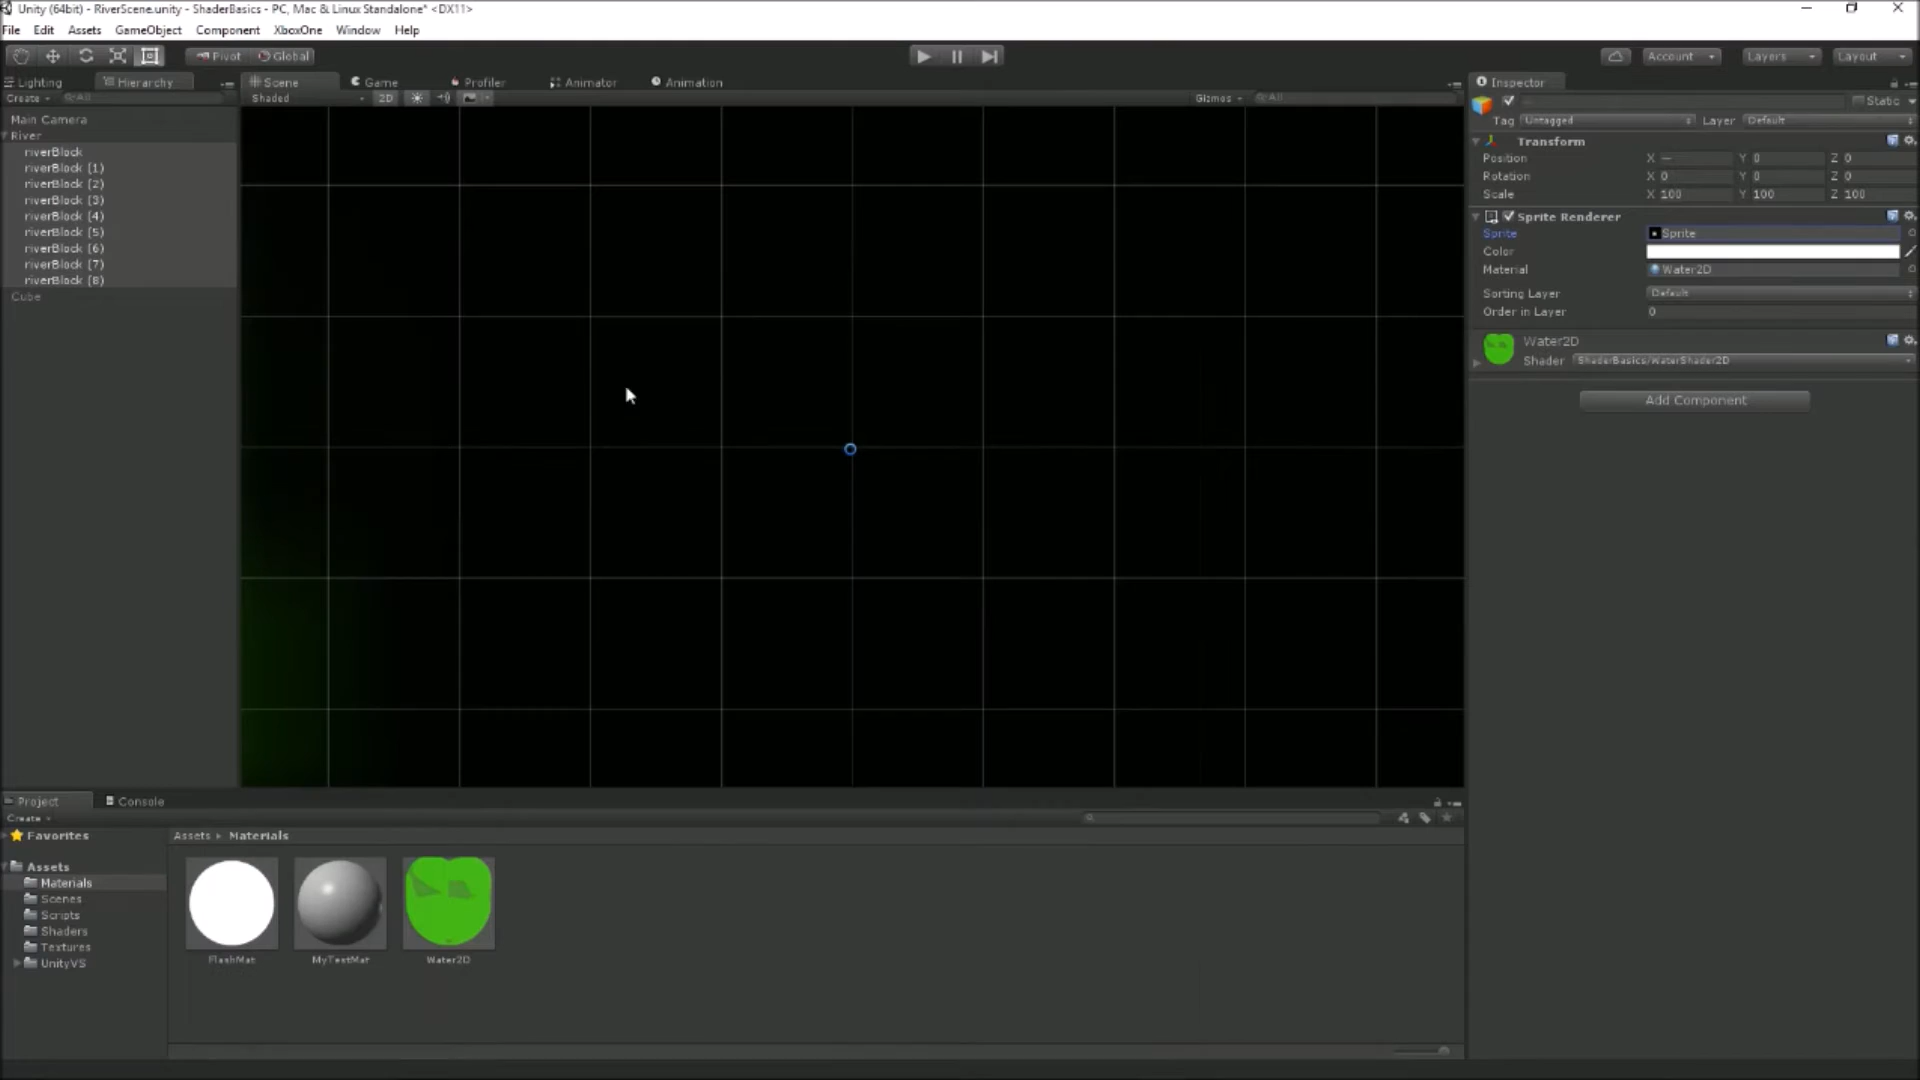 Unity (64bit) - RiverScene.unity - ShaderBasics - PC, Mac & Linux Standalone* <DX11>
File Edit Assets GameObject Component XboxOne Window Help
Pivot Global
Account Layers Layout
Lighting Hierarchy Scene Game Profiler Animator Animation Inspector
Create All Shaded 2D Gizmos All
Static
Tag Untagged Layer Default
Main Camera
River
riverBlock
riverBlock (1)
riverBlock (2)
riverBlock (3)
riverBlock (4)
riverBlock (5)
riverBlock (6)
riverBlock (7)
riverBlock (8)
Cube
Transform
Position X — Y 0 Z 0
Rotation X 0 Y 0 Z 0
Scale X 100 Y 100 Z 100
Sprite Renderer
Sprite Sprite
Color
Material Water2D
Sorting Layer Default
Order in Layer 0
Water2D
Shader ShaderBasics/WaterShader2D
Add Component
Project Console
Create
Favorites
Assets
Materials
Scenes
Scripts
Shaders
Textures
UnityVS
Assets ▸ Materials
FlashMat MyTestMat Water2D